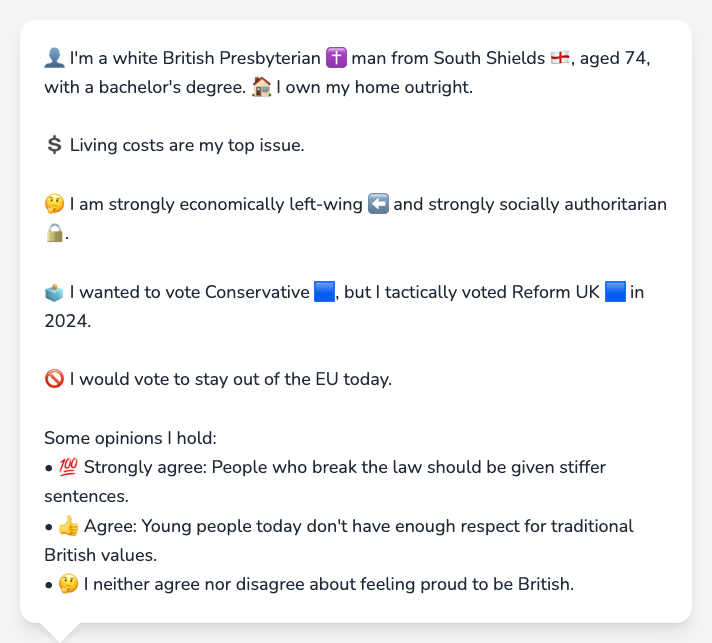 👤 I'm a white British Presbyterian ✝️ man from South Shields 🏴󠁧󠁢󠁥󠁮󠁧󠁿, aged 74,
with a bachelor's degree. 🏠 I own my home outright.
💲 Living costs are my top issue.
🤔 I am strongly economically left-wing ⬅️ and strongly socially authoritarian
🔒.
🗳️ I wanted to vote Conservative 🟦, but I tactically voted Reform UK 🟦 in
2024.
🚫 I would vote to stay out of the EU today.
Some opinions I hold:
• 💯 Strongly agree: People who break the law should be given stiffer
sentences.
• 👍 Agree: Young people today don't have enough respect for traditional
British values.
• 🤔 I neither agree nor disagree about feeling proud to be British.